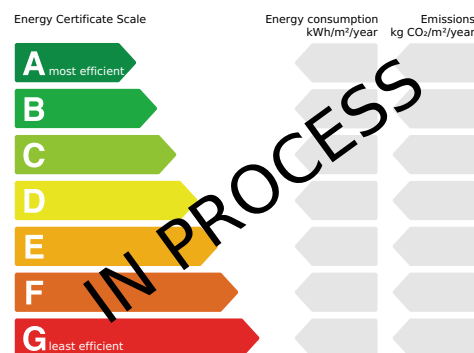 Energy Certificate Scale
Energy consumption
kWh/m²/year
Emissions
kg CO₂/m²/year
A most efficient
B
C
D
E
F
G least efficient
IN PROCESS